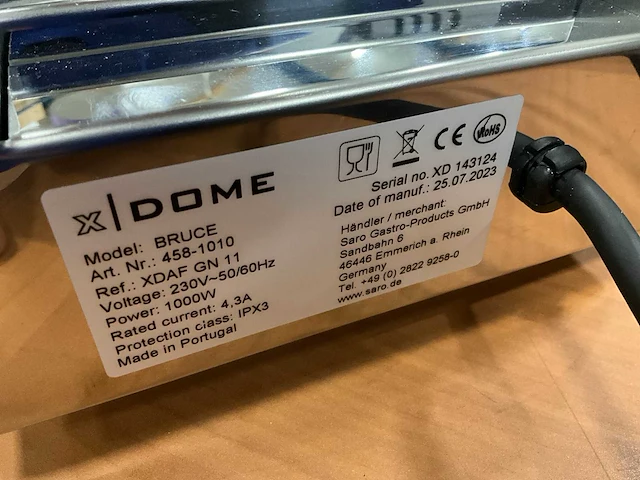 x|DOME
Model: BRUCE
Art. Nr.: 458-1010
Ref.: XDAF GN 11
Voltage: 230V~50/60Hz
Power: 1000W
Rated current: 4,3A
Protection class: IPX3
Made in Portugal
CE
RoHS
Serial no. XD 143124
Date of manuf.: 25.07.2023
Händler / merchant:
Saro Gastro-Products GmbH
Sandbahn 6
46446 Emmerich a. Rhein
Germany
Tel. +49 (0) 2822 9258-0
www.saro.de